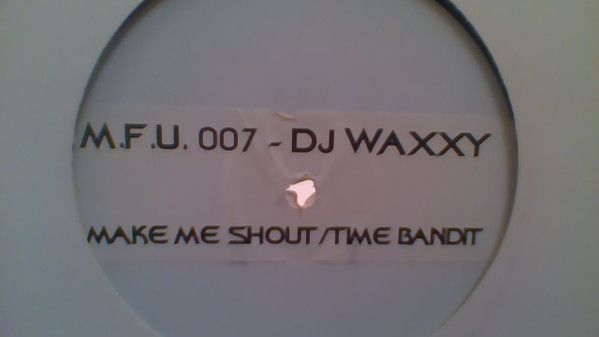 M.F.U. 007 - DJ WAXXY
MAKE ME SHOUT/TIME BANDIT